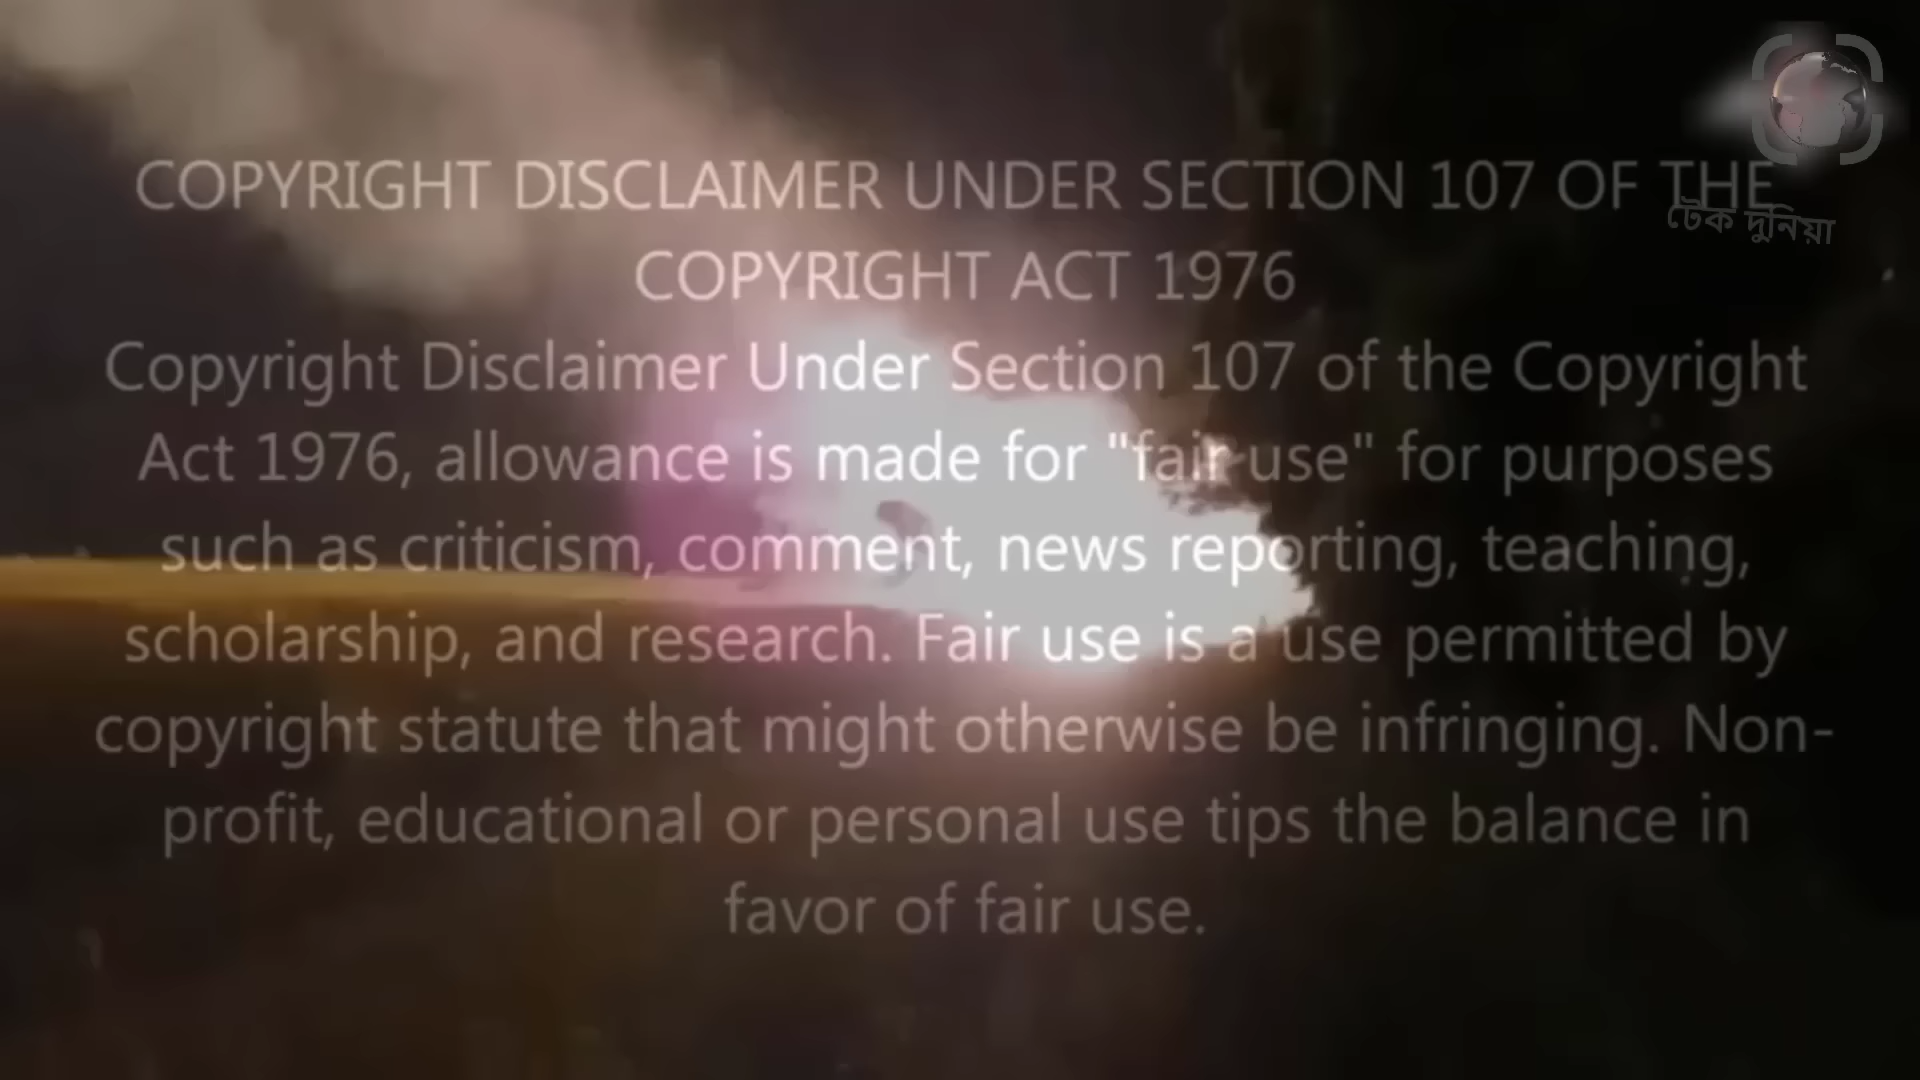 COPYRIGHT DISCLAIMER UNDER SECTION 107 OF THE
COPYRIGHT ACT 1976
Copyright Disclaimer Under Section 107 of the Copyright
Act 1976, allowance is made for "fair use" for purposes
such as criticism, comment, news reporting, teaching,
scholarship, and research. Fair use is a use permitted by
copyright statute that might otherwise be infringing. Non-
profit, educational or personal use tips the balance in
favor of fair use.
টেক দুনিয়া